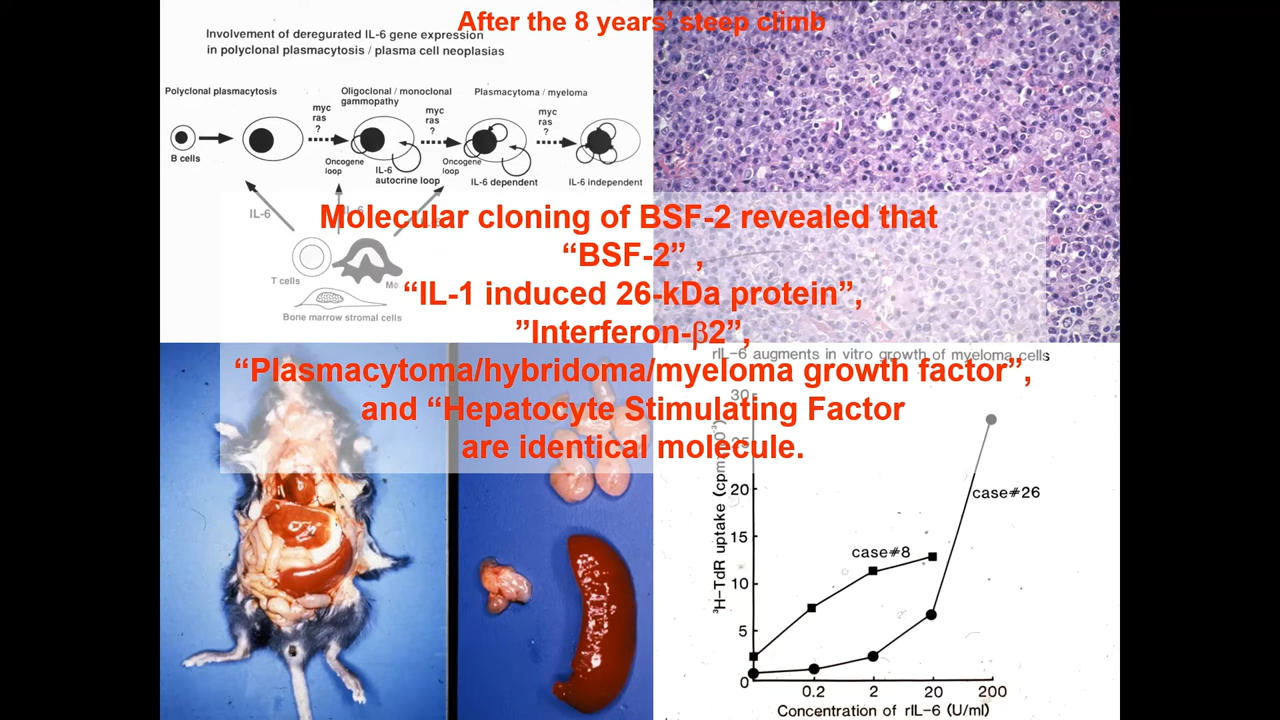 After the 8 years' steep climb
Involvement of deregurated IL-6 gene expression
in polyclonal plasmacytosis / plasma cell neoplasias
Polyclonal plasmacytosis
Oligoclonal / monoclonal
gammopathy
Plasmacytoma / myeloma
myc
ras
?
myc
ras
?
myc
ras
?
B cells
Oncogene
loop
IL-6
autocrine loop
Oncogene
loop
IL-6 dependent
IL-6 independent
IL-6
T cells
Mo
Bone marrow stromal cells
Molecular cloning of BSF-2 revealed that
“BSF-2” ,
“IL-1 induced 26-kDa protein”,
”Interferon-β2”,
“Plasmacytoma/hybridoma/myeloma growth factor”,
and “Hepatocyte Stimulating Factor
are identical molecule.
rIL-6 augments in vitro growth of myeloma cells
³H-TdR uptake (cpm
30
25
20
15
10
5
0
case#26
case#8
0.2 2 20 200
Concentration of rIL-6 (U/ml)